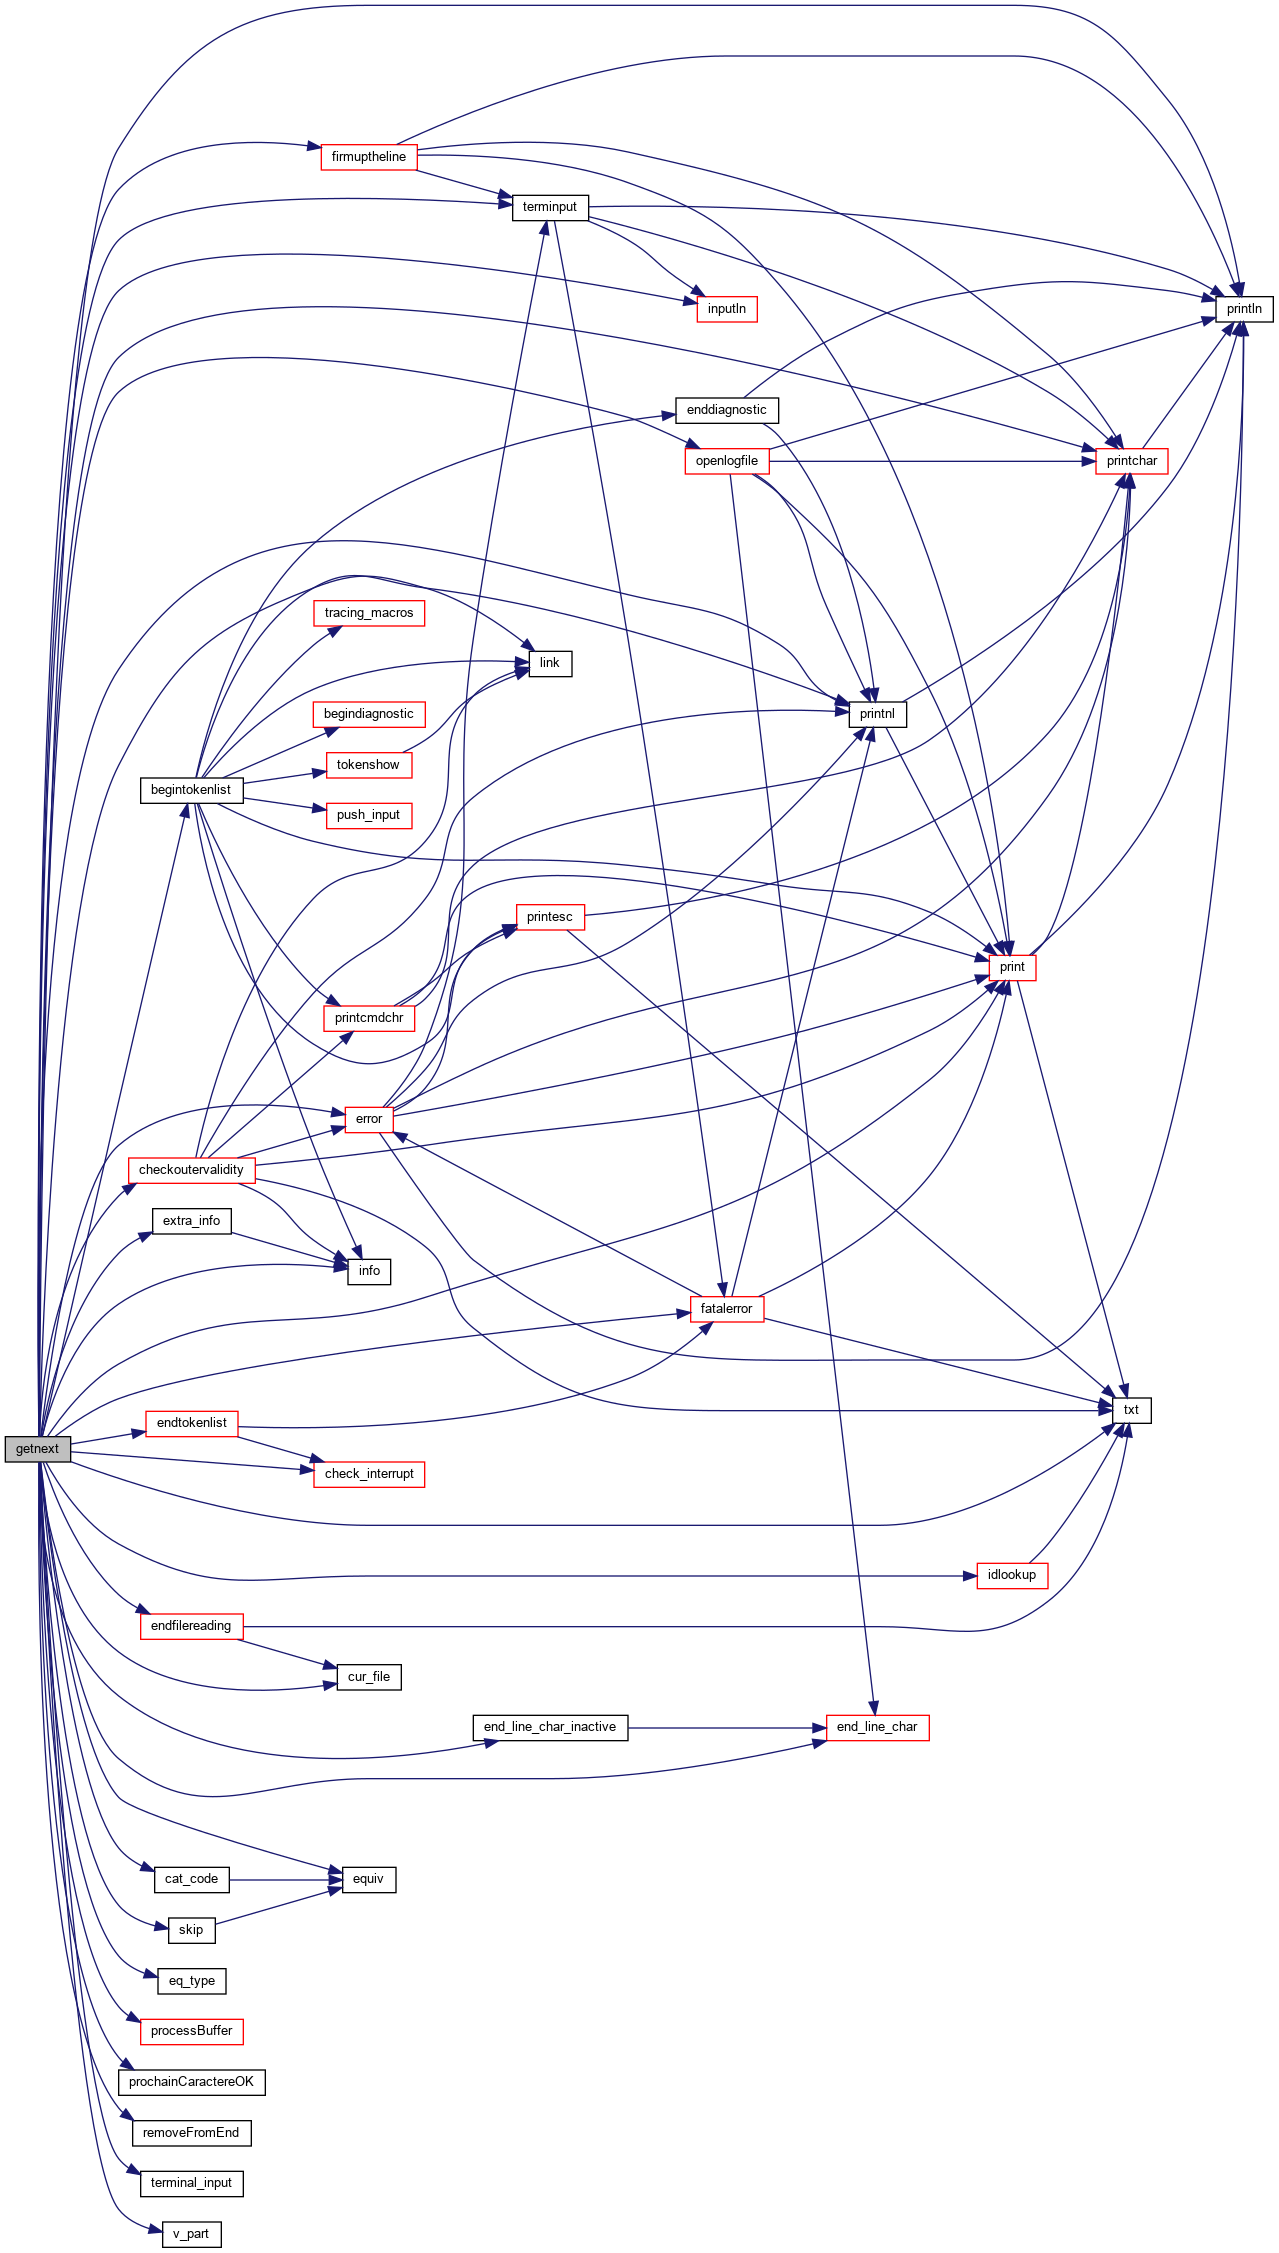 firmuptheline
terminput
inputln
println
enddiagnostic
openlogfile
printchar
tracing_macros
link
begindiagnostic
printnl
tokenshow
begintokenlist
push_input
printesc
print
printcmdchr
error
checkoutervalidity
extra_info
info
fatalerror
txt
endtokenlist
getnext
check_interrupt
idlookup
endfilereading
cur_file
end_line_char_inactive
end_line_char
cat_code
equiv
skip
eq_type
processBuffer
prochainCaractereOK
removeFromEnd
terminal_input
v_part